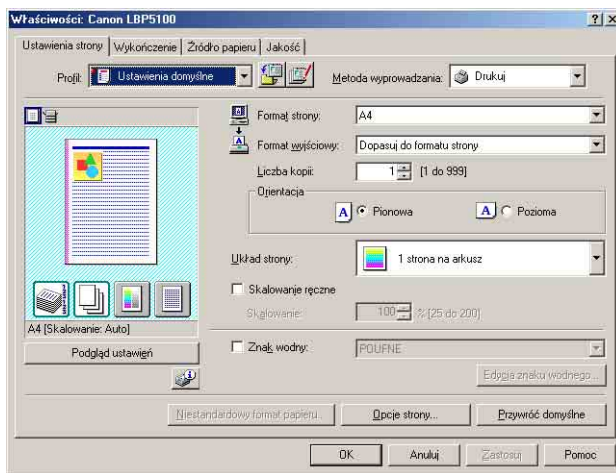 Właściwości: Canon LBP5100
Ustawienia strony Wykończenie Źródło papieru Jakość
Profil: Ustawienia domyślne Metoda wyprowadzania: Drukuj
Format strony: A4
Format wyjściowy: Dopasuj do formatu strony
Liczba kopii: 1 [1 do 999]
Orientacja
A Pionowa A Pozioma
Układ strony: 1 strona na arkusz
Skalowanie ręczne
Skalowanie: 100 % [25 do 200]
A4 [Skalowanie: Auto]
Podgląd ustawień
Znak wodny: POUFNE
Edycja znaku wodnego...
Niestandardowy format papieru... Opcje strony... Przywróć domyślne
OK Anuluj Zastosuj Pomoc